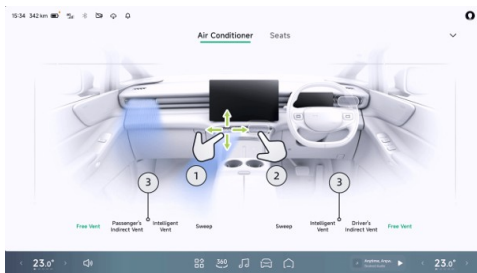 15:34 342 km
Air Conditioner Seats
1
2
3
3
Free Vent
Passenger's
Indirect Vent
Intelligent
Vent
Sweep
Sweep
Intelligent
Vent
Driver's
Indirect Vent
Free Vent
23.0°
360
23.0°